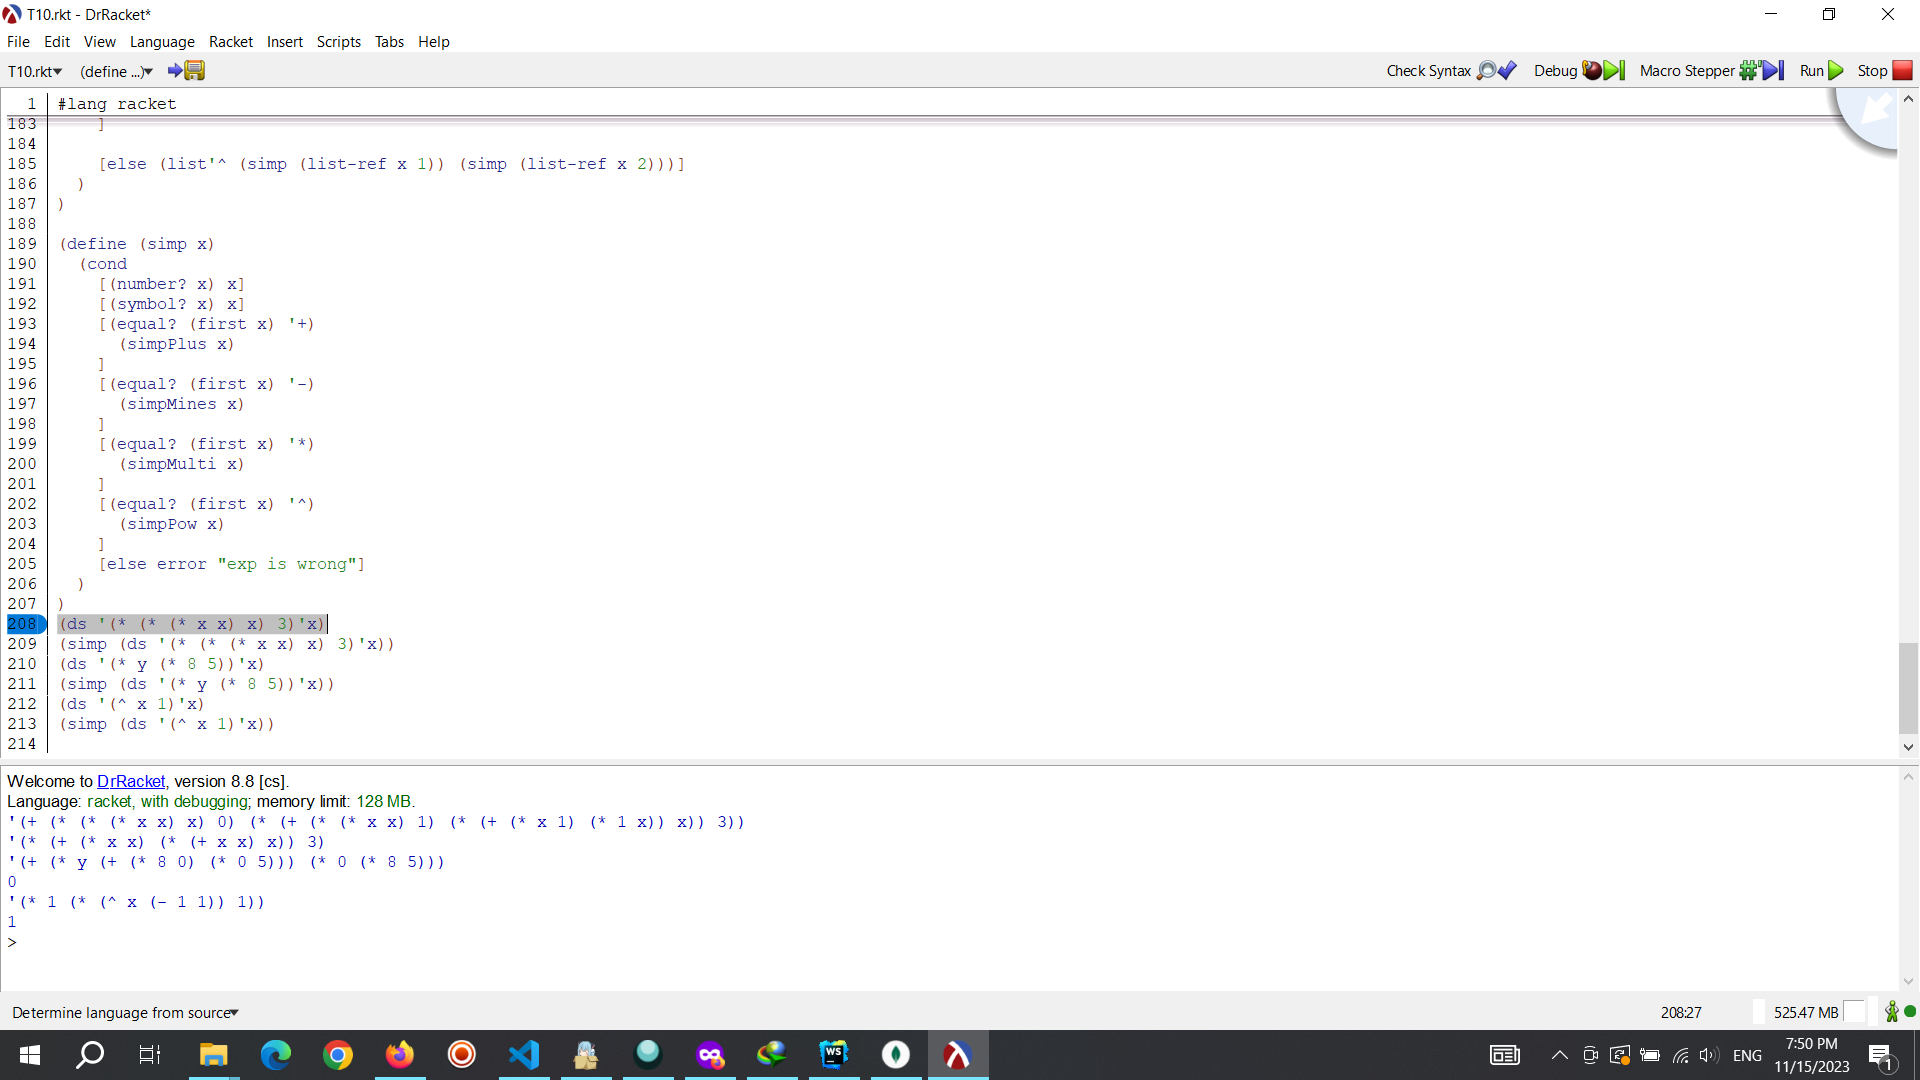 T10.rkt - DrRacket*
File Edit View Language Racket Insert Scripts Tabs Help
T10.rkt (define ...) Check Syntax Debug Macro Stepper Run Stop
1 #lang racket
183 ]
184
185 [else (list'^ (simp (list-ref x 1)) (simp (list-ref x 2)))]
186 )
187 )
188
189 (define (simp x)
190 (cond
191 [(number? x) x]
192 [(symbol? x) x]
193 [(equal? (first x) '+)
194 (simpPlus x)
195 ]
196 [(equal? (first x) '-)
197 (simpMines x)
198 ]
199 [(equal? (first x) '*)
200 (simpMulti x)
201 ]
202 [(equal? (first x) '^)
203 (simpPow x)
204 ]
205 [else error "exp is wrong"]
206 )
207 )
208 (ds '(* (* (* x x) x) 3)'x)
209 (simp (ds '(* (* (* x x) x) 3)'x))
210 (ds '(* y (* 8 5))'x)
211 (simp (ds '(* y (* 8 5))'x))
212 (ds '(^ x 1)'x)
213 (simp (ds '(^ x 1)'x))
214
Welcome to DrRacket, version 8.8 [cs].
Language: racket, with debugging; memory limit: 128 MB.
'(+ (* (* (* x x) x) 0) (* (+ (* (* x x) 1) (* (+ (* x 1) (* 1 x)) x)) 3))
'(* (+ (* x x) (* (+ x x) x)) 3)
'(+ (* y (+ (* 8 0) (* 0 5))) (* 0 (* 8 5)))
0
'(* 1 (* (^ x (- 1 1)) 1))
1
>
Determine language from source 208:27 525.47 MB
WS ENG 7:50 PM
11/15/2023 1